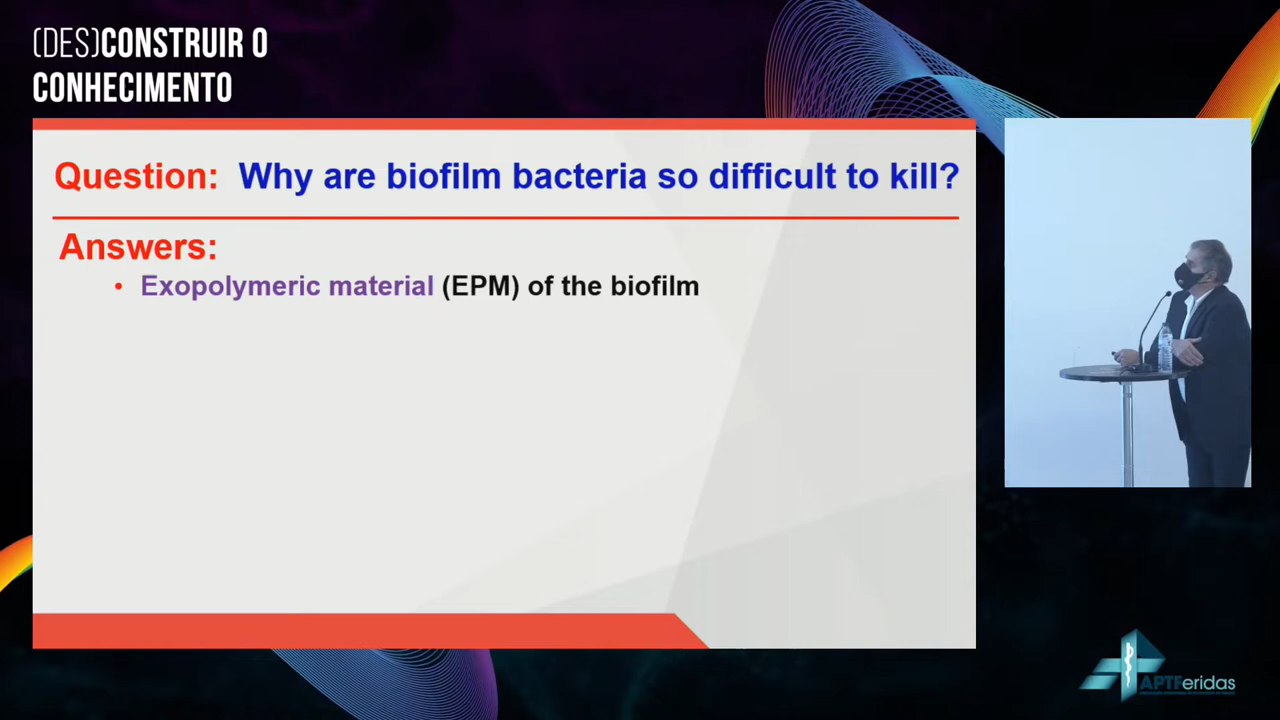 (DES)CONSTRUIR O
CONHECIMENTO
Question: Why are biofilm bacteria so difficult to kill?
Answers:
• Exopolymeric material (EPM) of the biofilm
APTFeridas